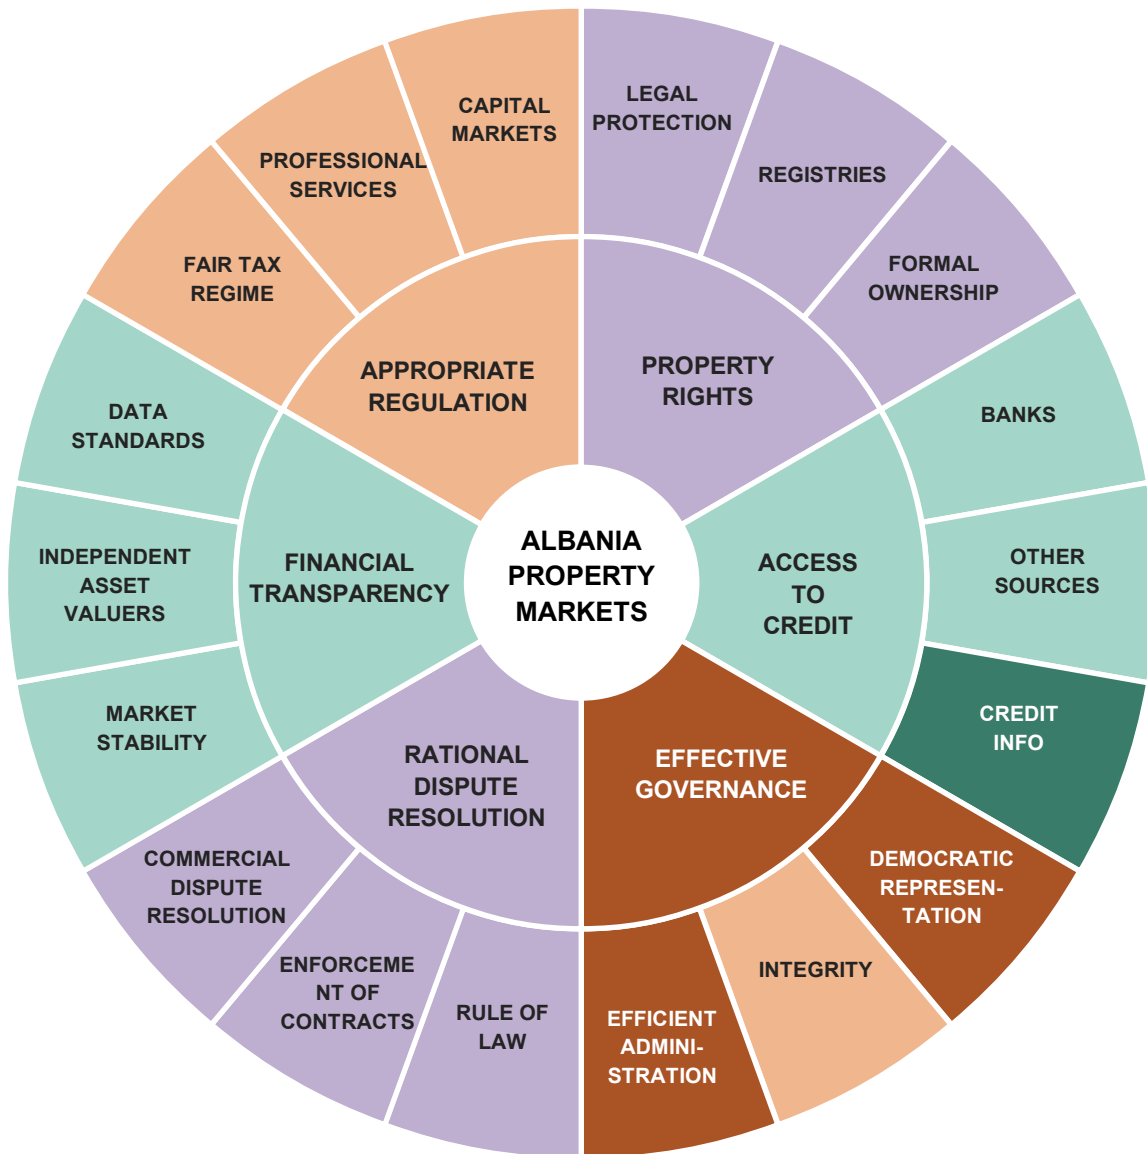 CAPITAL
MARKETS
LEGAL
PROTECTION
PROFESSIONAL
SERVICES
REGISTRIES
FAIR TAX
REGIME
FORMAL
OWNERSHIP
APPROPRIATE
REGULATION
PROPERTY
RIGHTS
DATA
STANDARDS
BANKS
INDEPENDENT
ASSET
VALUERS
FINANCIAL
TRANSPARENCY
ALBANIA
PROPERTY
MARKETS
ACCESS
TO
CREDIT
OTHER
SOURCES
MARKET
STABILITY
CREDIT
INFO
RATIONAL
DISPUTE
RESOLUTION
EFFECTIVE
GOVERNANCE
COMMERCIAL
DISPUTE
RESOLUTION
DEMOCRATIC
REPRESEN-
TATION
ENFORCEME
NT OF
CONTRACTS
INTEGRITY
RULE OF
LAW
EFFICIENT
ADMINI-
STRATION